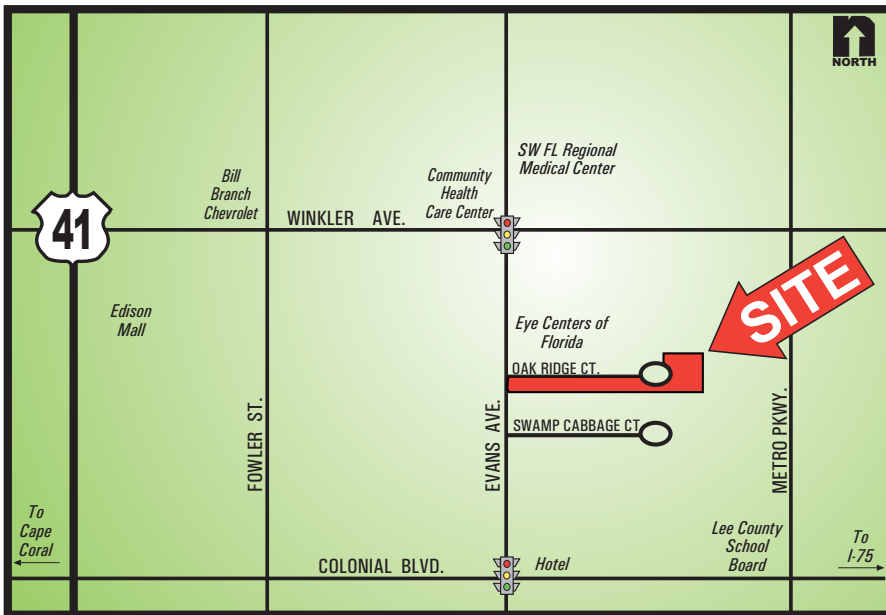 NORTH
SW FL Regional
Medical Center
Bill
Branch
Chevrolet
Community
Health
Care Center
WINKLER AVE.
41
SITE
Edison
Mall
Eye Centers of
Florida
OAK RIDGE CT.
SWAMP CABBAGE CT
FOWLER ST.
EVANS AVE.
METRO PKWY.
To
Cape
Coral
Lee County
School
Board
To
I-75
COLONIAL BLVD.
Hotel